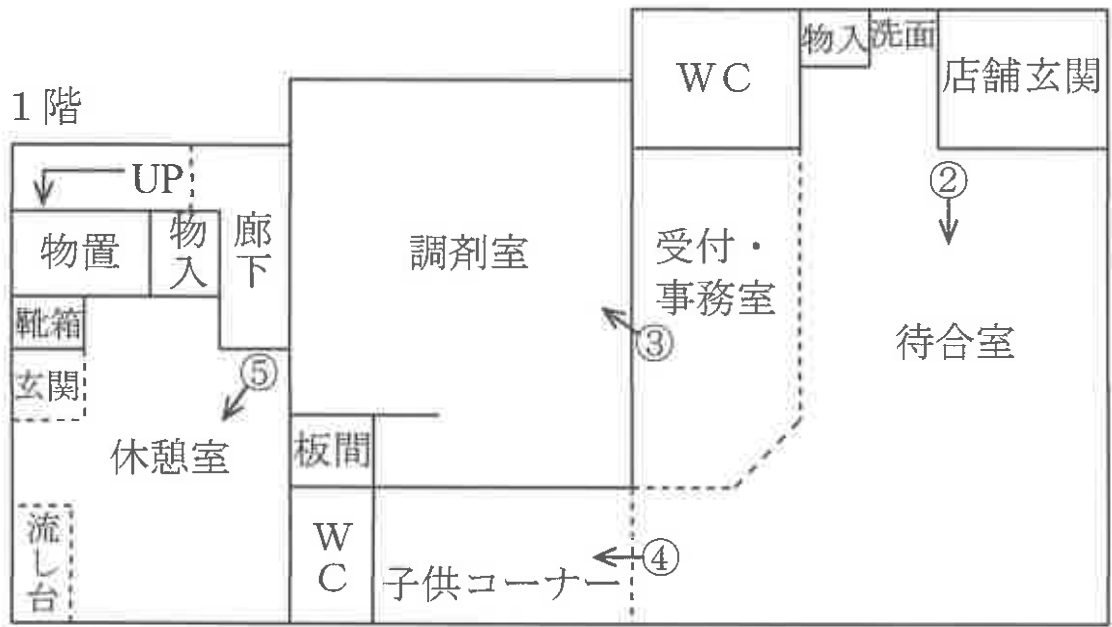 1階
UP
物置
物入
廊下
靴箱
玄関
休憩室
流し台
調剤室
板間
WC
子供コーナー
WC
物入
洗面
店舗玄関
受付・
事務室
待合室
②
③
④
⑤